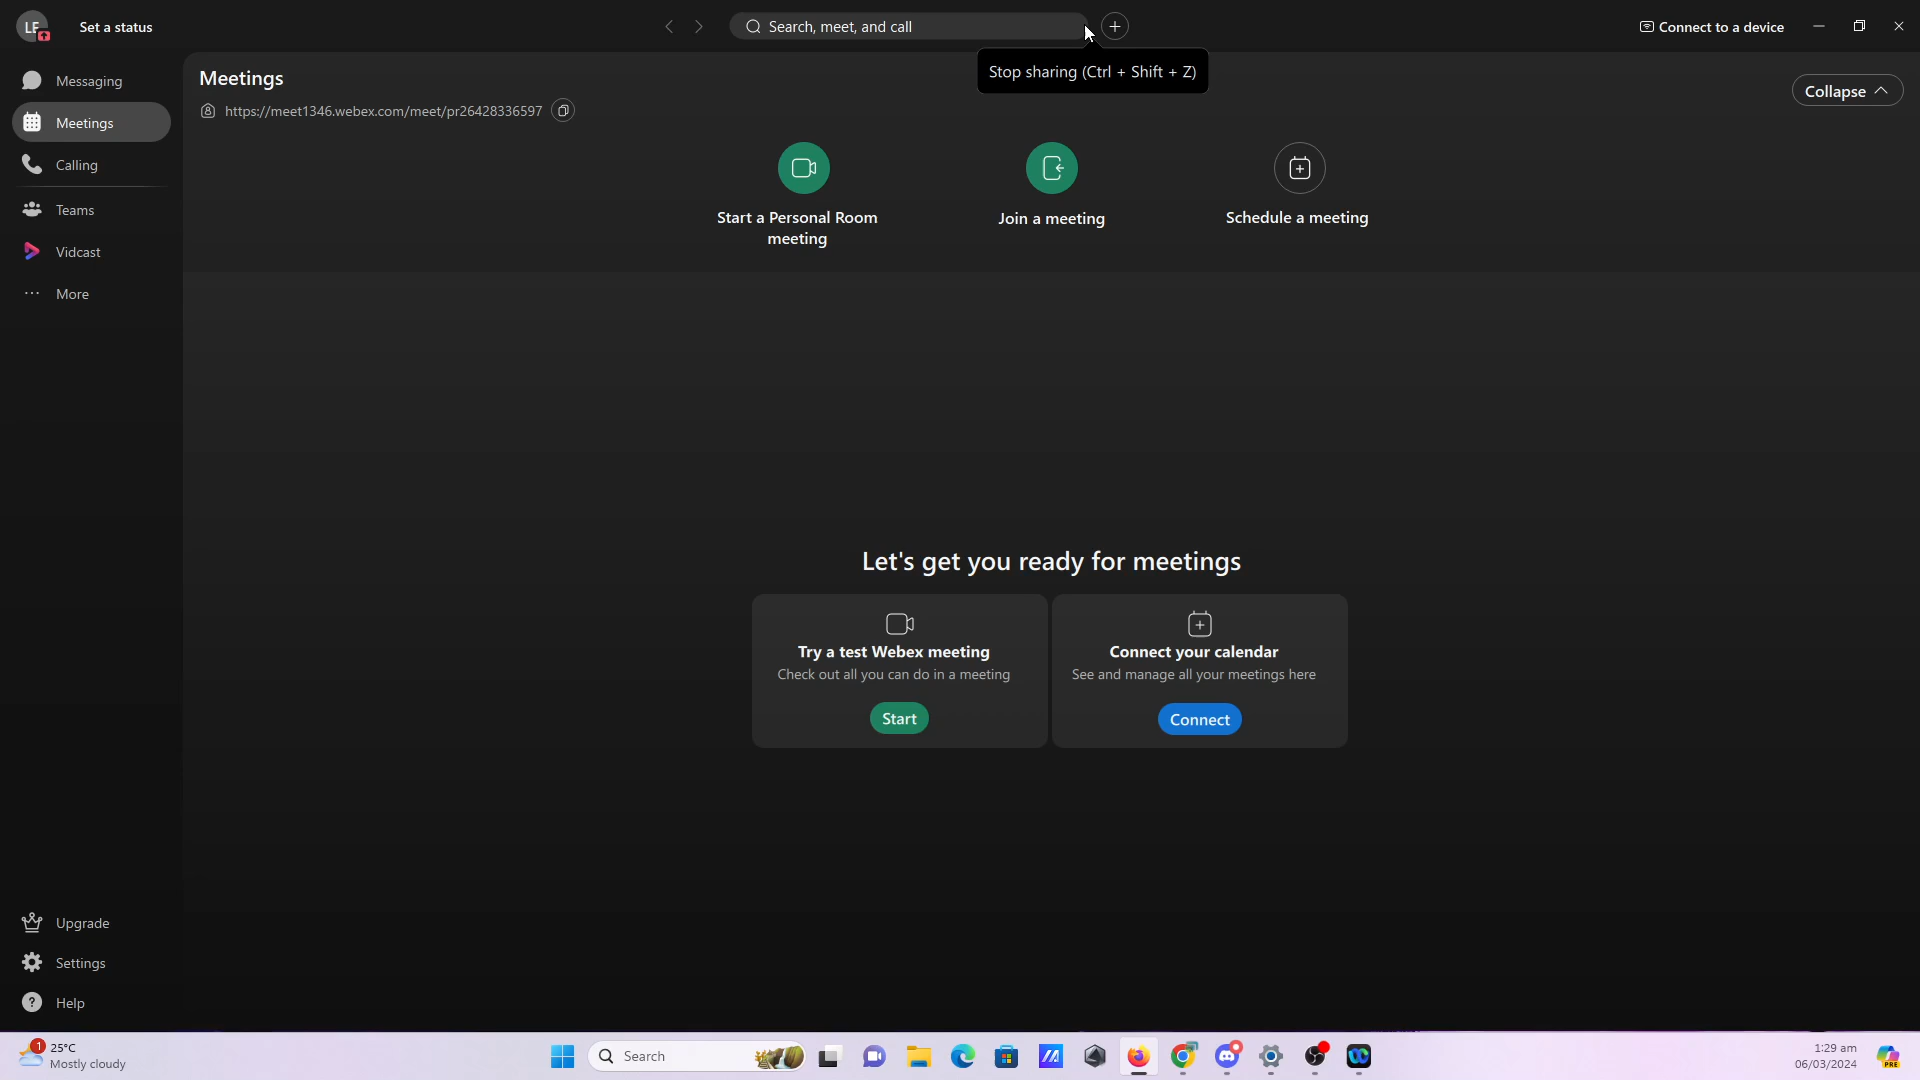 LE Set a status
Search, meet, and call
Connect to a device
Stop sharing (Ctrl + Shift + Z)
Messaging
Meetings
Calling
Teams
Vidcast
More
Meetings
https://meet1346.webex.com/meet/pr26428336597
Collapse
Start a Personal Room
meeting
Join a meeting
Schedule a meeting
Let's get you ready for meetings
Try a test Webex meeting
Check out all you can do in a meeting
Start
Connect your calendar
See and manage all your meetings here
Connect
Upgrade
Settings
Help
1
25°C
Mostly cloudy
Search
1:29 am
06/03/2024
PRE